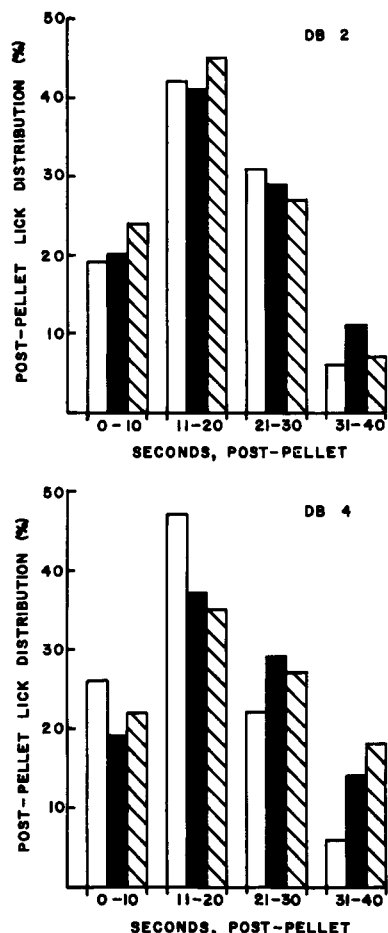 DB 2
POST-PELLET LICK DISTRIBUTION (%)
50
40
30
20
10
0-10 11-20 21-30 31-40
SECONDS, POST-PELLET
DB 4
POST-PELLET LICK DISTRIBUTION (%)
50
40
30
20
10
0-10 11-20 21-30 31-40
SECONDS, POST-PELLET